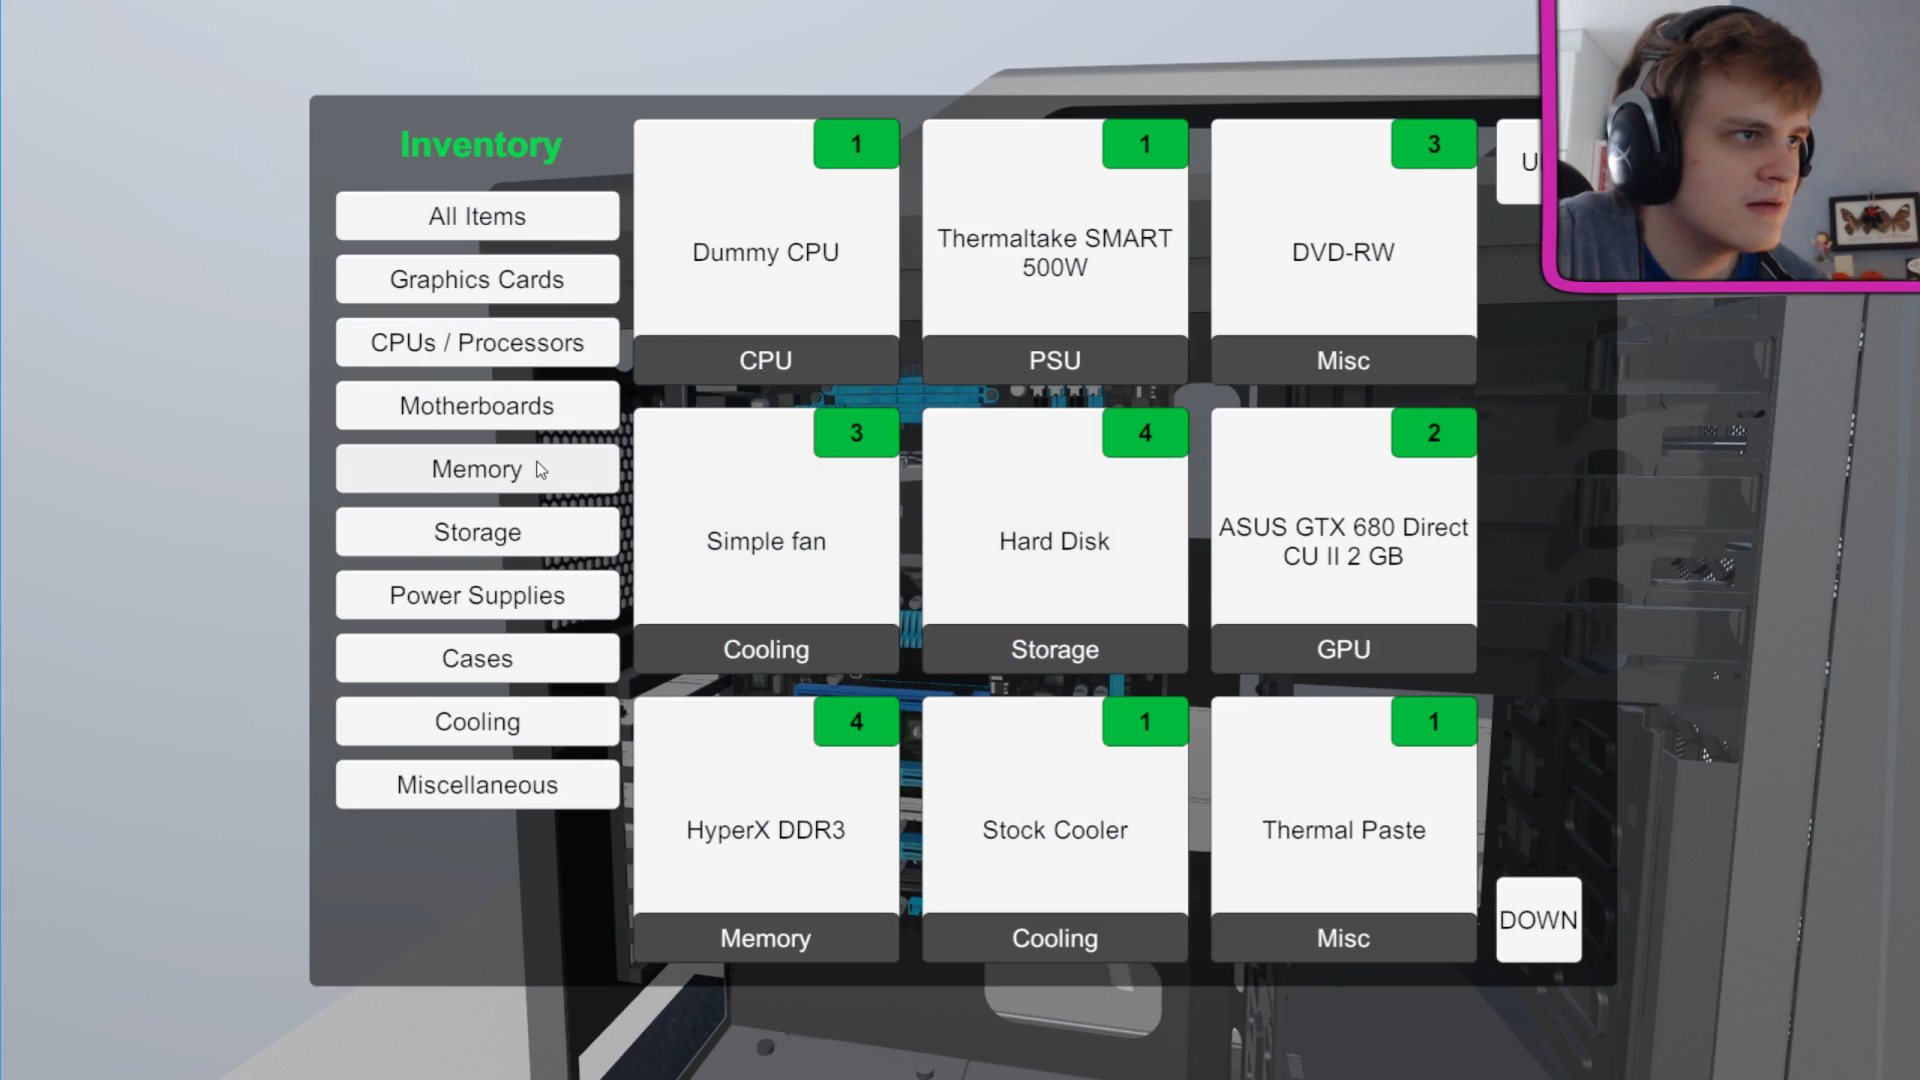 Inventory
All Items
Graphics Cards
CPUs / Processors
Motherboards
Memory
Storage
Power Supplies
Cases
Cooling
Miscellaneous
1
Dummy CPU
CPU
1
Thermaltake SMART
500W
PSU
3
DVD-RW
Misc
3
Simple fan
Cooling
4
Hard Disk
Storage
2
ASUS GTX 680 Direct
CU II 2 GB
GPU
4
HyperX DDR3
Memory
1
Stock Cooler
Cooling
1
Thermal Paste
Misc
DOWN